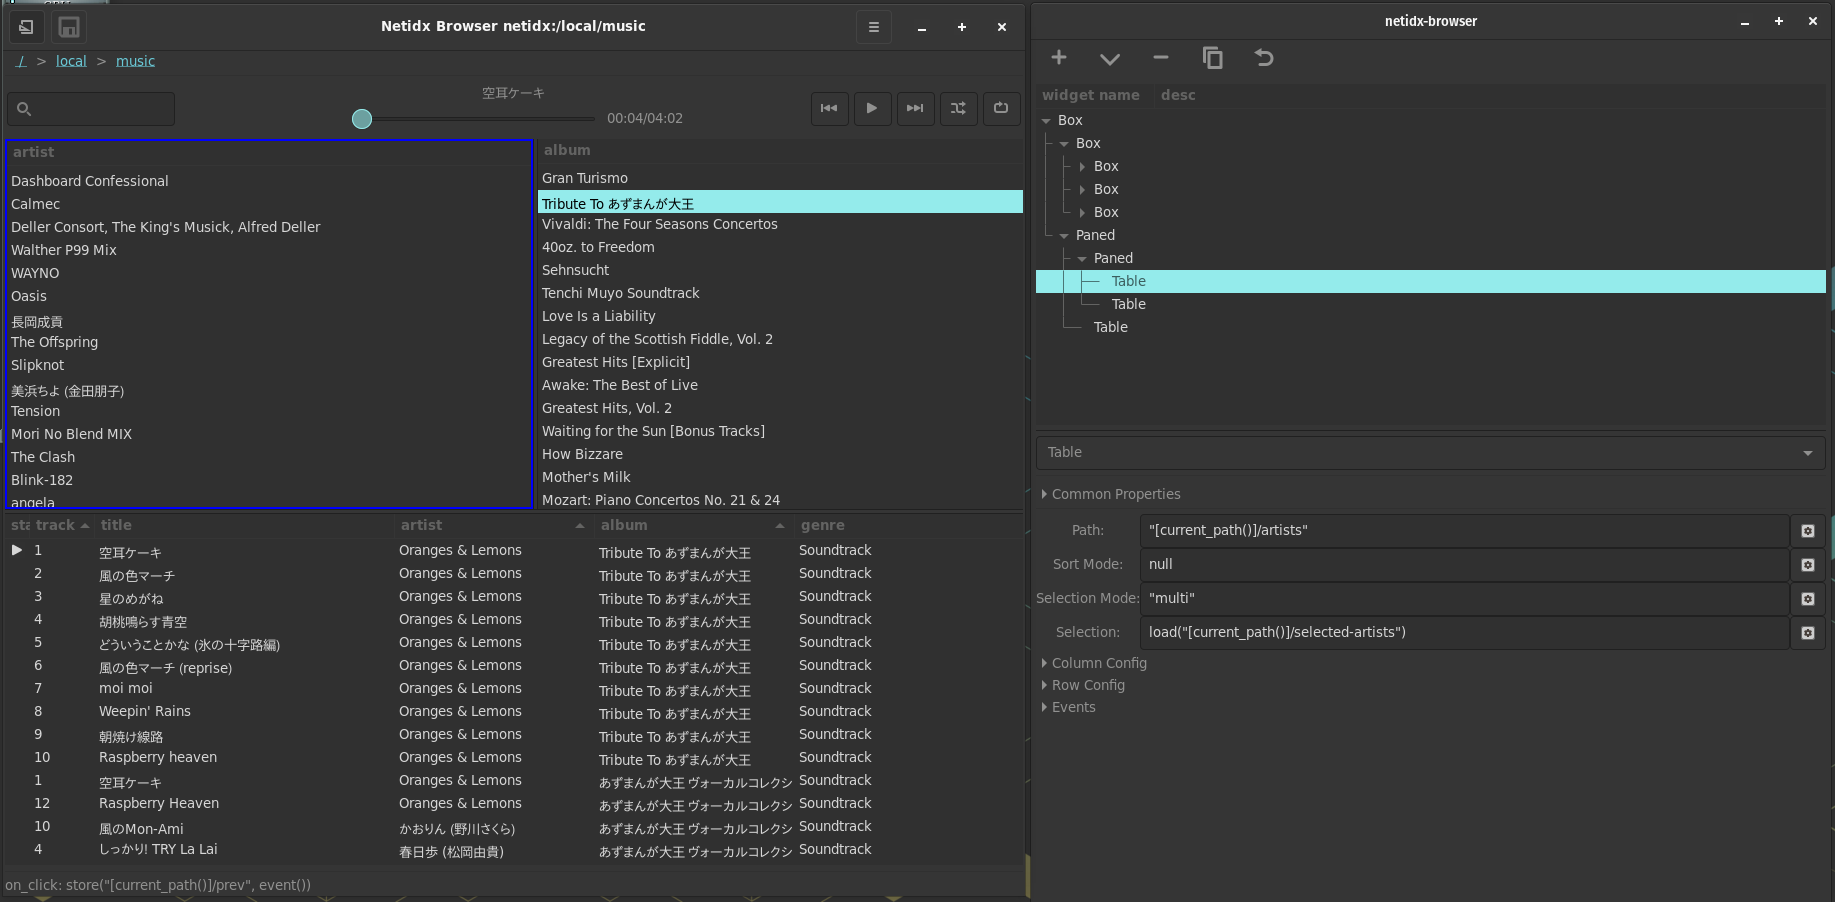 Netidx Browser netidx:/local/music
/ > local > music
空耳ケーキ
00:04/04:02
artist
Dashboard Confessional
Calmec
Deller Consort, The King's Musick, Alfred Deller
Walther P99 Mix
WAYNO
Oasis
長岡成貢
The Offspring
Slipknot
美浜ちよ (金田朋子)
Tension
Mori No Blend MIX
The Clash
Blink-182
angela
album
Gran Turismo
Tribute To あずまんが大王
Vivaldi: The Four Seasons Concertos
40oz. to Freedom
Sehnsucht
Tenchi Muyo Soundtrack
Love Is a Liability
Legacy of the Scottish Fiddle, Vol. 2
Greatest Hits [Explicit]
Awake: The Best of Live
Greatest Hits, Vol. 2
Waiting for the Sun [Bonus Tracks]
How Bizzare
Mother's Milk
Mozart: Piano Concertos No. 21 & 24
sta track title artist album genre
1 空耳ケーキ Oranges & Lemons Tribute To あずまんが大王 Soundtrack
2 風の色マーチ Oranges & Lemons Tribute To あずまんが大王 Soundtrack
3 星のめがね Oranges & Lemons Tribute To あずまんが大王 Soundtrack
4 胡桃鳴らす青空 Oranges & Lemons Tribute To あずまんが大王 Soundtrack
5 どういうことかな (氷の十字路編) Oranges & Lemons Tribute To あずまんが大王 Soundtrack
6 風の色マーチ (reprise) Oranges & Lemons Tribute To あずまんが大王 Soundtrack
7 moi moi Oranges & Lemons Tribute To あずまんが大王 Soundtrack
8 Weepin' Rains Oranges & Lemons Tribute To あずまんが大王 Soundtrack
9 朝焼け線路 Oranges & Lemons Tribute To あずまんが大王 Soundtrack
10 Raspberry heaven Oranges & Lemons Tribute To あずまんが大王 Soundtrack
1 空耳ケーキ Oranges & Lemons あずまんが大王 ヴォーカルコレクシ Soundtrack
12 Raspberry Heaven Oranges & Lemons あずまんが大王 ヴォーカルコレクシ Soundtrack
10 風のMon-Ami かおりん (野川さくら) あずまんが大王 ヴォーカルコレクシ Soundtrack
4 しっかり! TRY La Lai 春日歩 (松岡由貴) あずまんが大王 ヴォーカルコレクシ Soundtrack
on_click: store("[current_path()]/prev", event())
netidx-browser
widget name desc
Box
Box
Box
Box
Box
Paned
Paned
Table
Table
Table
Table
Common Properties
Path: "[current_path()]/artists"
Sort Mode: null
Selection Mode: "multi"
Selection: load("[current_path()]/selected-artists")
Column Config
Row Config
Events